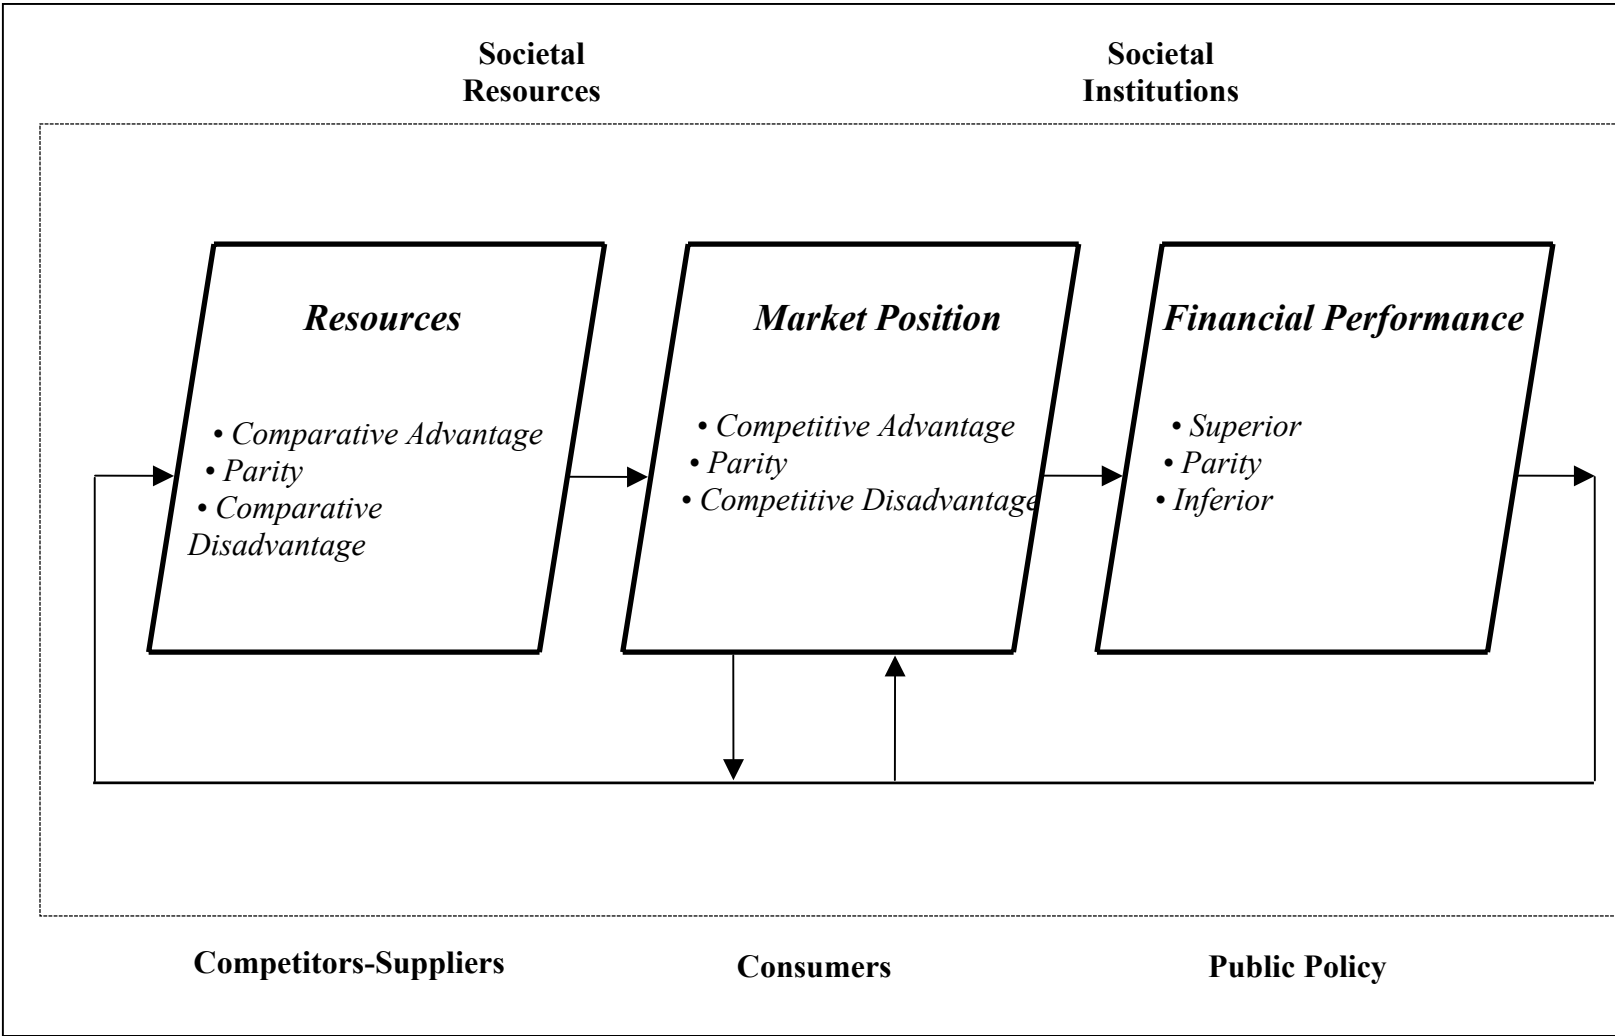 Societal
Resources
Societal
Institutions
Resources
• Comparative Advantage
• Parity
• Comparative
Disadvantage
Market Position
• Competitive Advantage
• Parity
• Competitive Disadvantage
Financial Performance
• Superior
• Parity
• Inferior
Competitors-Suppliers
Consumers
Public Policy